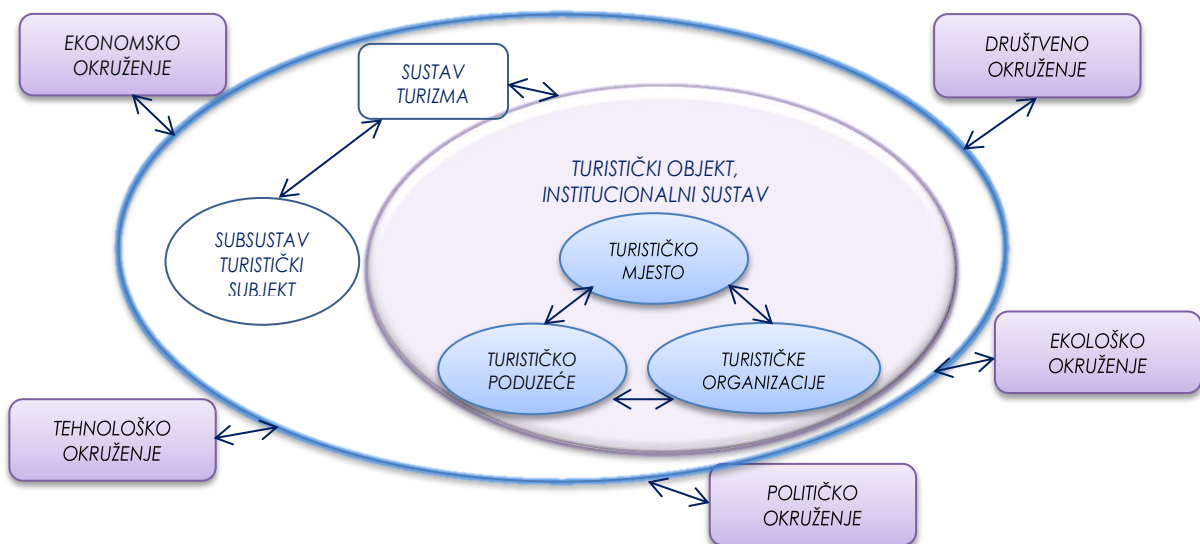 EKONOMSKO
OKRUŽENJE
DRUŠTVENO
OKRUŽENJE
SUSTAV
TURIZMA
TURISTIČKI OBJEKT,
INSTITUCIONALNI SUSTAV
SUBSUSTAV
TURISTIČKI
SUBJEKT
TURISTIČKO
MJESTO
TURISTIČKO
PODUZEĆE
TURISTIČKE
ORGANIZACIJE
EKOLOŠKO
OKRUŽENJE
TEHNOLOŠKO
OKRUŽENJE
POLITIČKO
OKRUŽENJE